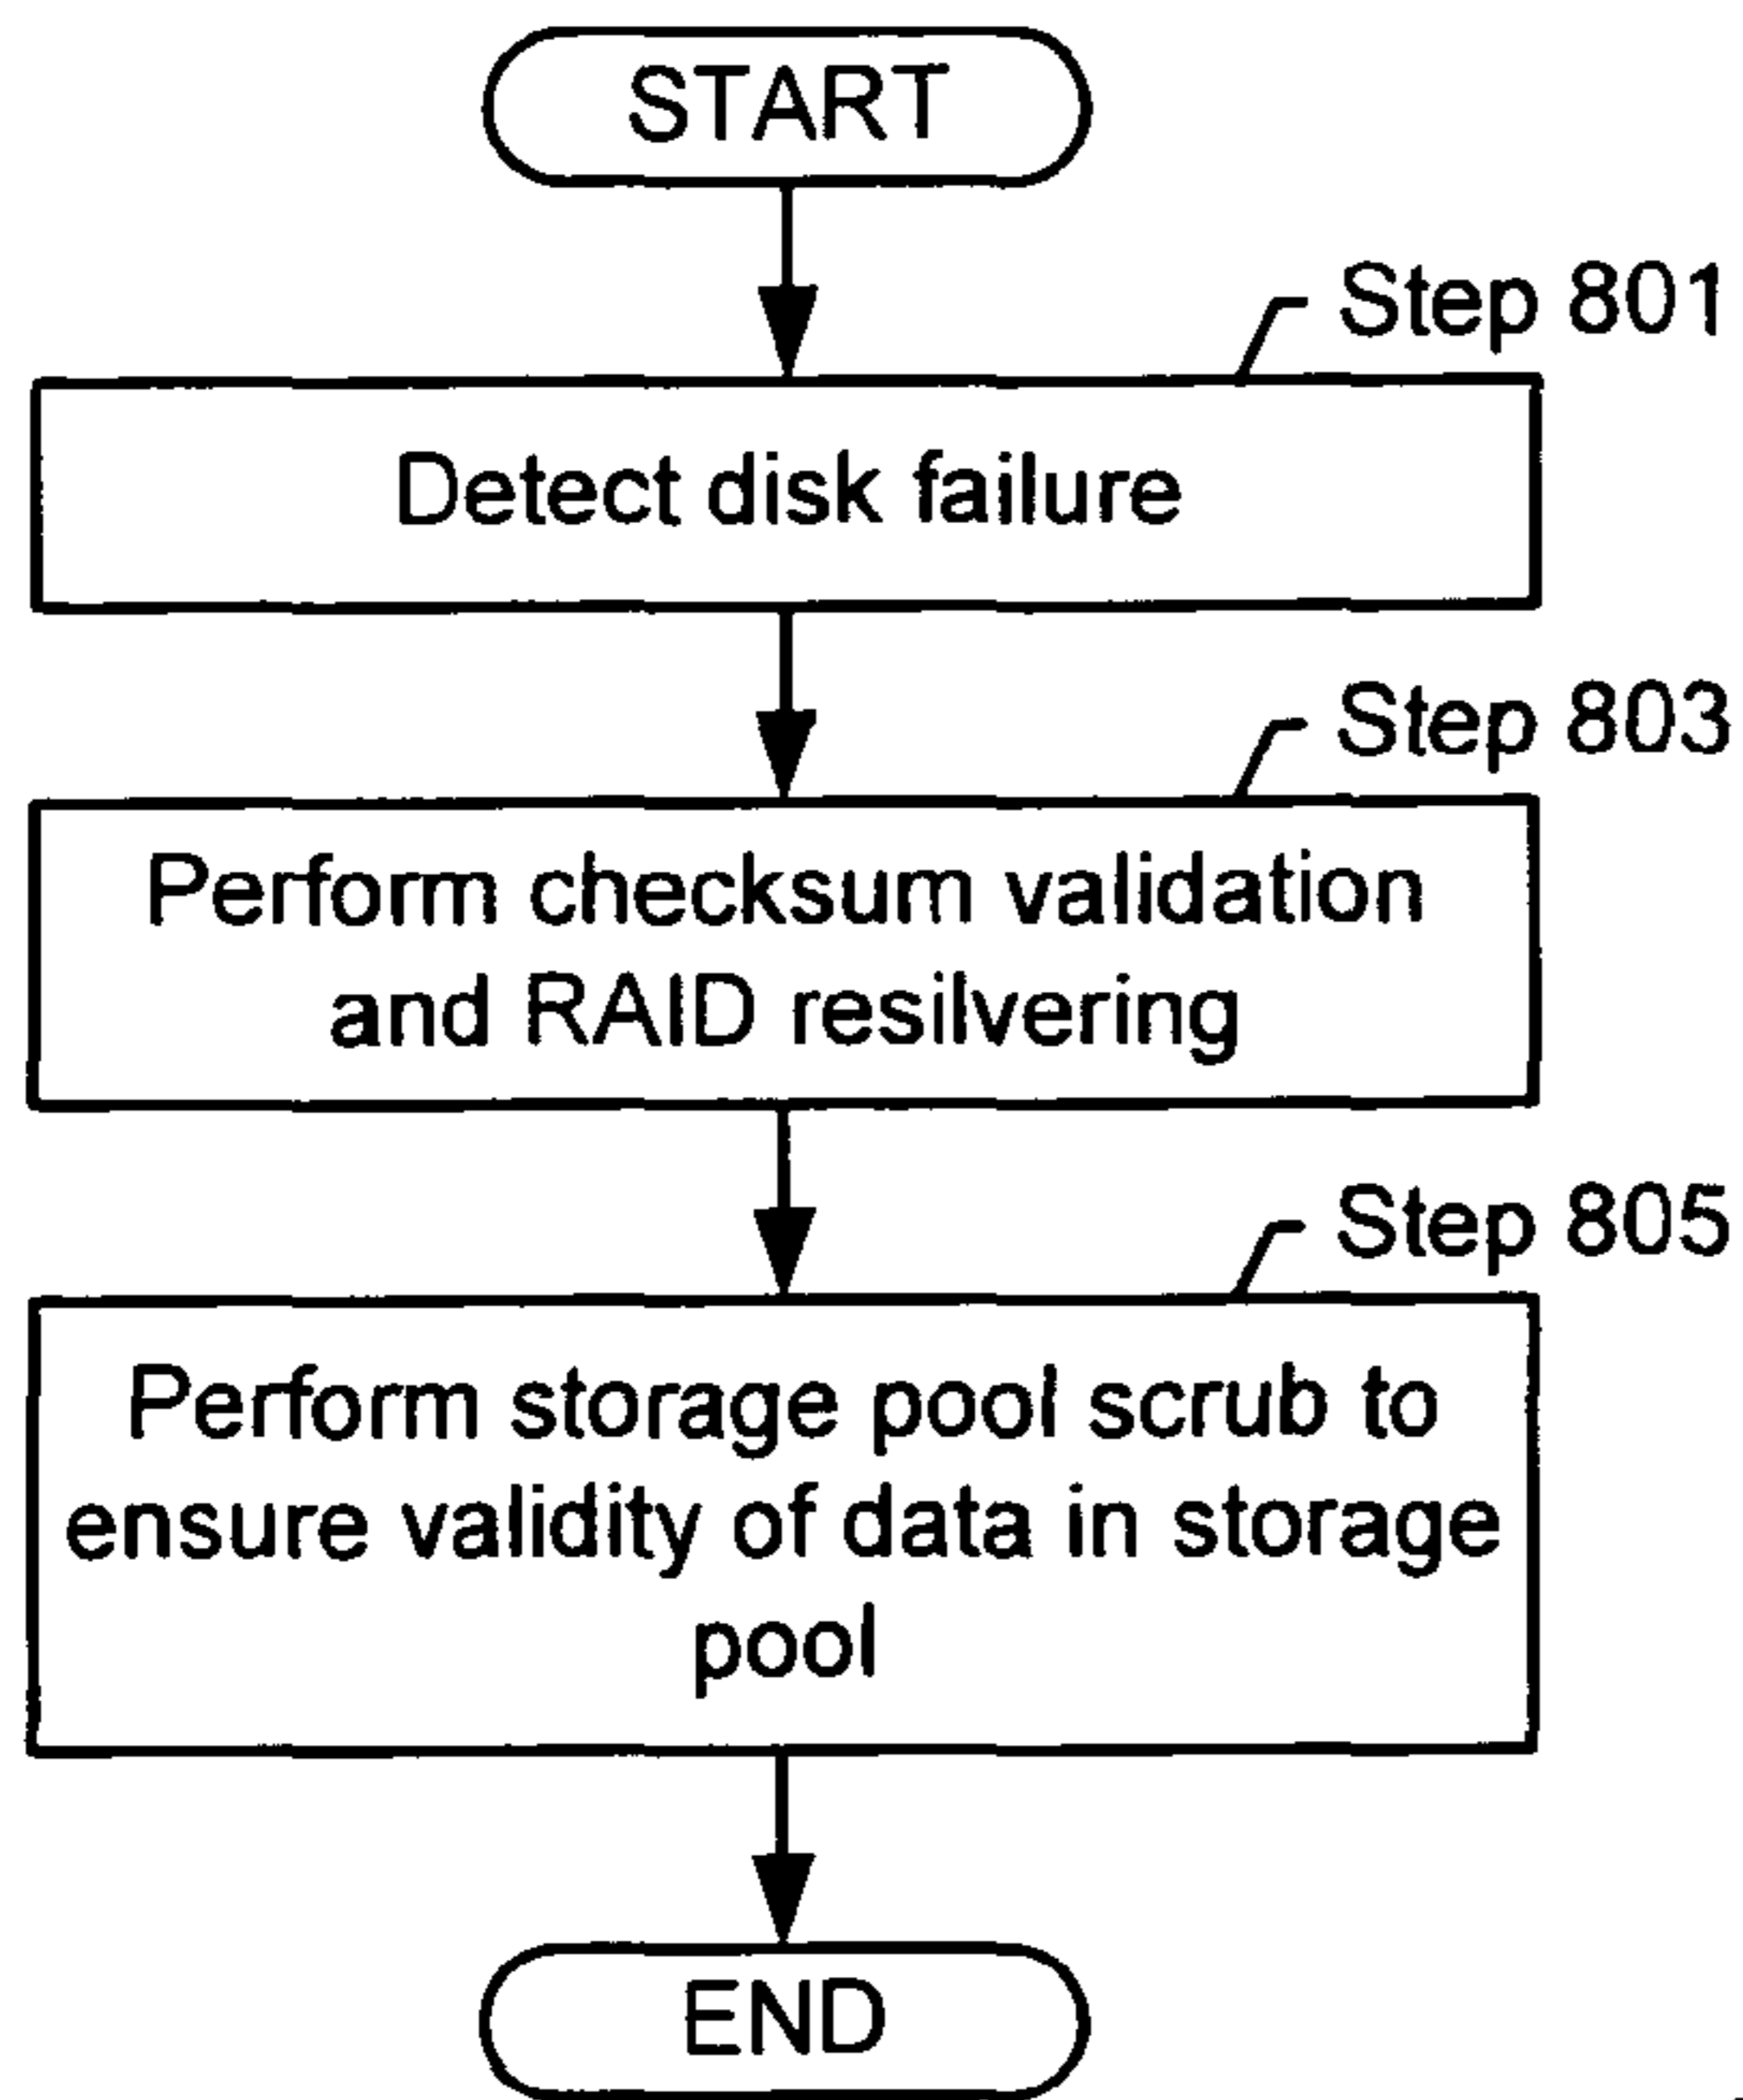 START
Step 801
Detect disk failure
Step 803
Perform checksum validation
and RAID resilvering
Step 805
Perform storage pool scrub to
ensure validity of data in storage
pool
END